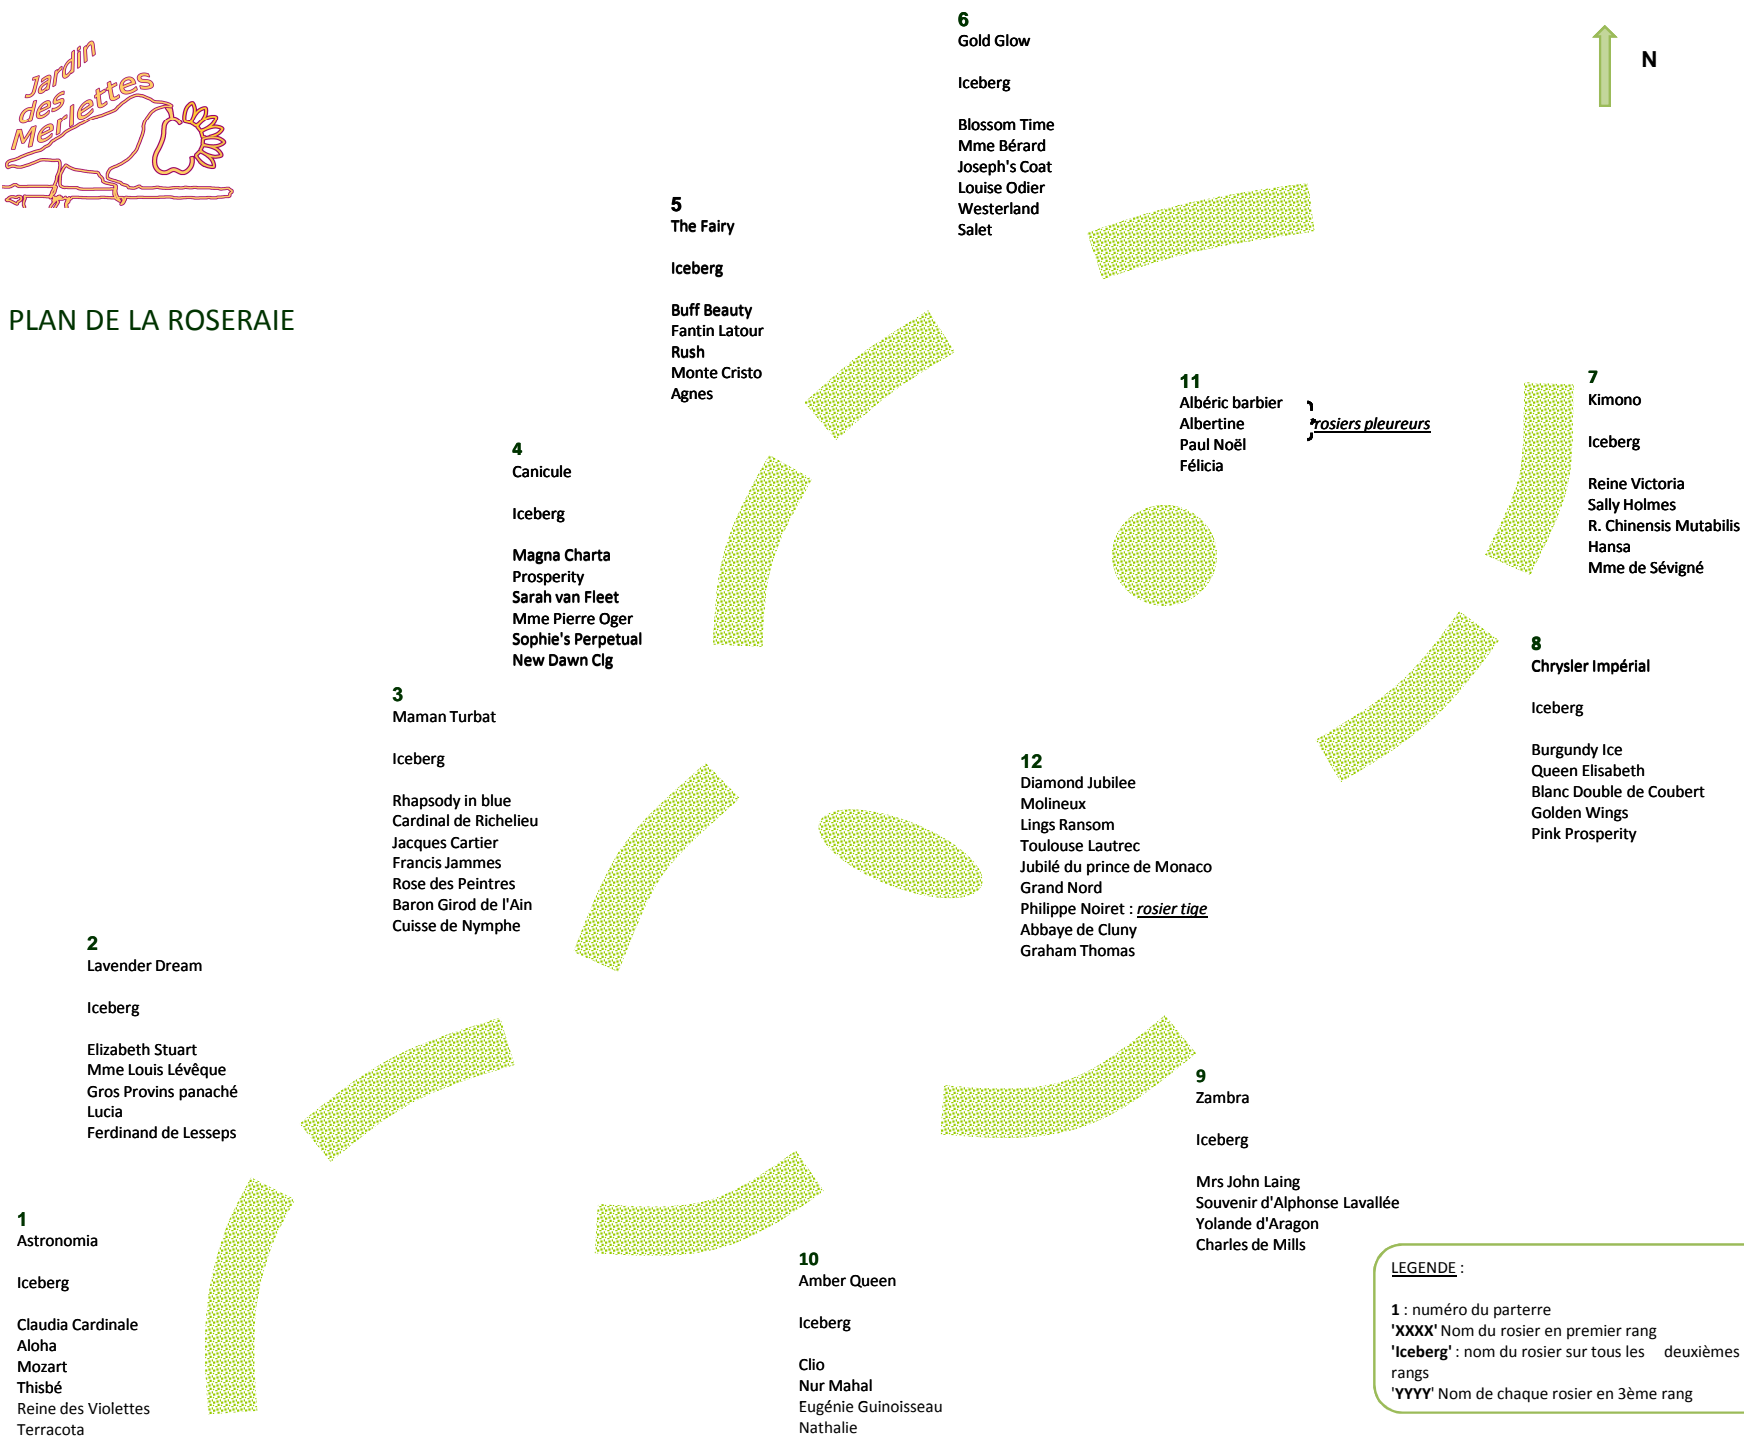 Jardin
des
Merlettes
PLAN DE LA ROSERAIE
N
6
Gold Glow
Iceberg
Blossom Time
Mme Bérard
Joseph's Coat
Louise Odier
Westerland
Salet
5
The Fairy
Iceberg
Buff Beauty
Fantin Latour
Rush
Monte Cristo
Agnes
11
Albéric barbier
Albertine
Paul Noël
Félicia
rosiers pleureurs
7
Kimono
Iceberg
Reine Victoria
Sally Holmes
R. Chinensis Mutabilis
Hansa
Mme de Sévigné
4
Canicule
Iceberg
Magna Charta
Prosperity
Sarah van Fleet
Mme Pierre Oger
Sophie's Perpetual
New Dawn Clg
8
Chrysler Impérial
Iceberg
Burgundy Ice
Queen Elisabeth
Blanc Double de Coubert
Golden Wings
Pink Prosperity
3
Maman Turbat
Iceberg
Rhapsody in blue
Cardinal de Richelieu
Jacques Cartier
Francis Jammes
Rose des Peintres
Baron Girod de l'Ain
Cuisse de Nymphe
12
Diamond Jubilee
Molineux
Lings Ransom
Toulouse Lautrec
Jubilé du prince de Monaco
Grand Nord
Philippe Noiret : rosier tige
Abbaye de Cluny
Graham Thomas
2
Lavender Dream
Iceberg
Elizabeth Stuart
Mme Louis Lévêque
Gros Provins panaché
Lucia
Ferdinand de Lesseps
9
Zambra
Iceberg
Mrs John Laing
Souvenir d'Alphonse Lavallée
Yolande d'Aragon
Charles de Mills
1
Astronomia
Iceberg
Claudia Cardinale
Aloha
Mozart
Thisbé
Reine des Violettes
Terracota
10
Amber Queen
Iceberg
Clio
Nur Mahal
Eugénie Guinoisseau
Nathalie
LEGENDE :
1 : numéro du parterre
'XXXX' Nom du rosier en premier rang
'Iceberg' : nom du rosier sur tous les deuxièmes
rangs
'YYYY' Nom de chaque rosier en 3ème rang